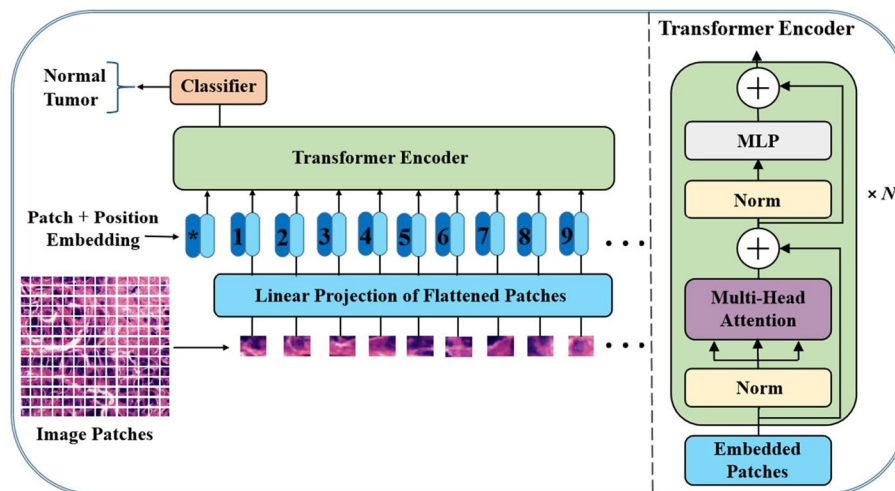 Normal
Tumor
Classifier
Transformer Encoder
Patch + Position
Embedding
* 1 2 3 4 5 6 7 8 9 ...
Linear Projection of Flattened Patches
...
Image Patches
Transformer Encoder
+
MLP
Norm
× N
+
Multi-Head
Attention
Norm
Embedded
Patches